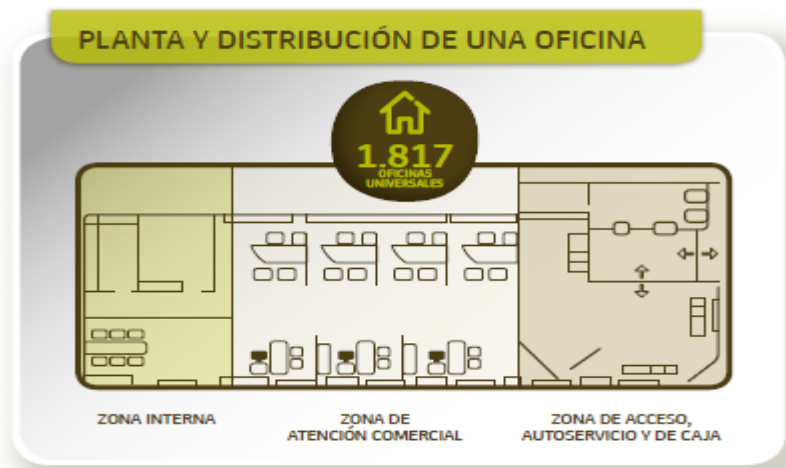 PLANTA Y DISTRIBUCIÓN DE UNA OFICINA
1.817
OFICINAS
UNIVERSALES
ZONA INTERNA
ZONA DE
ATENCIÓN COMERCIAL
ZONA DE ACCESO,
AUTOSERVICIO Y DE CAJA